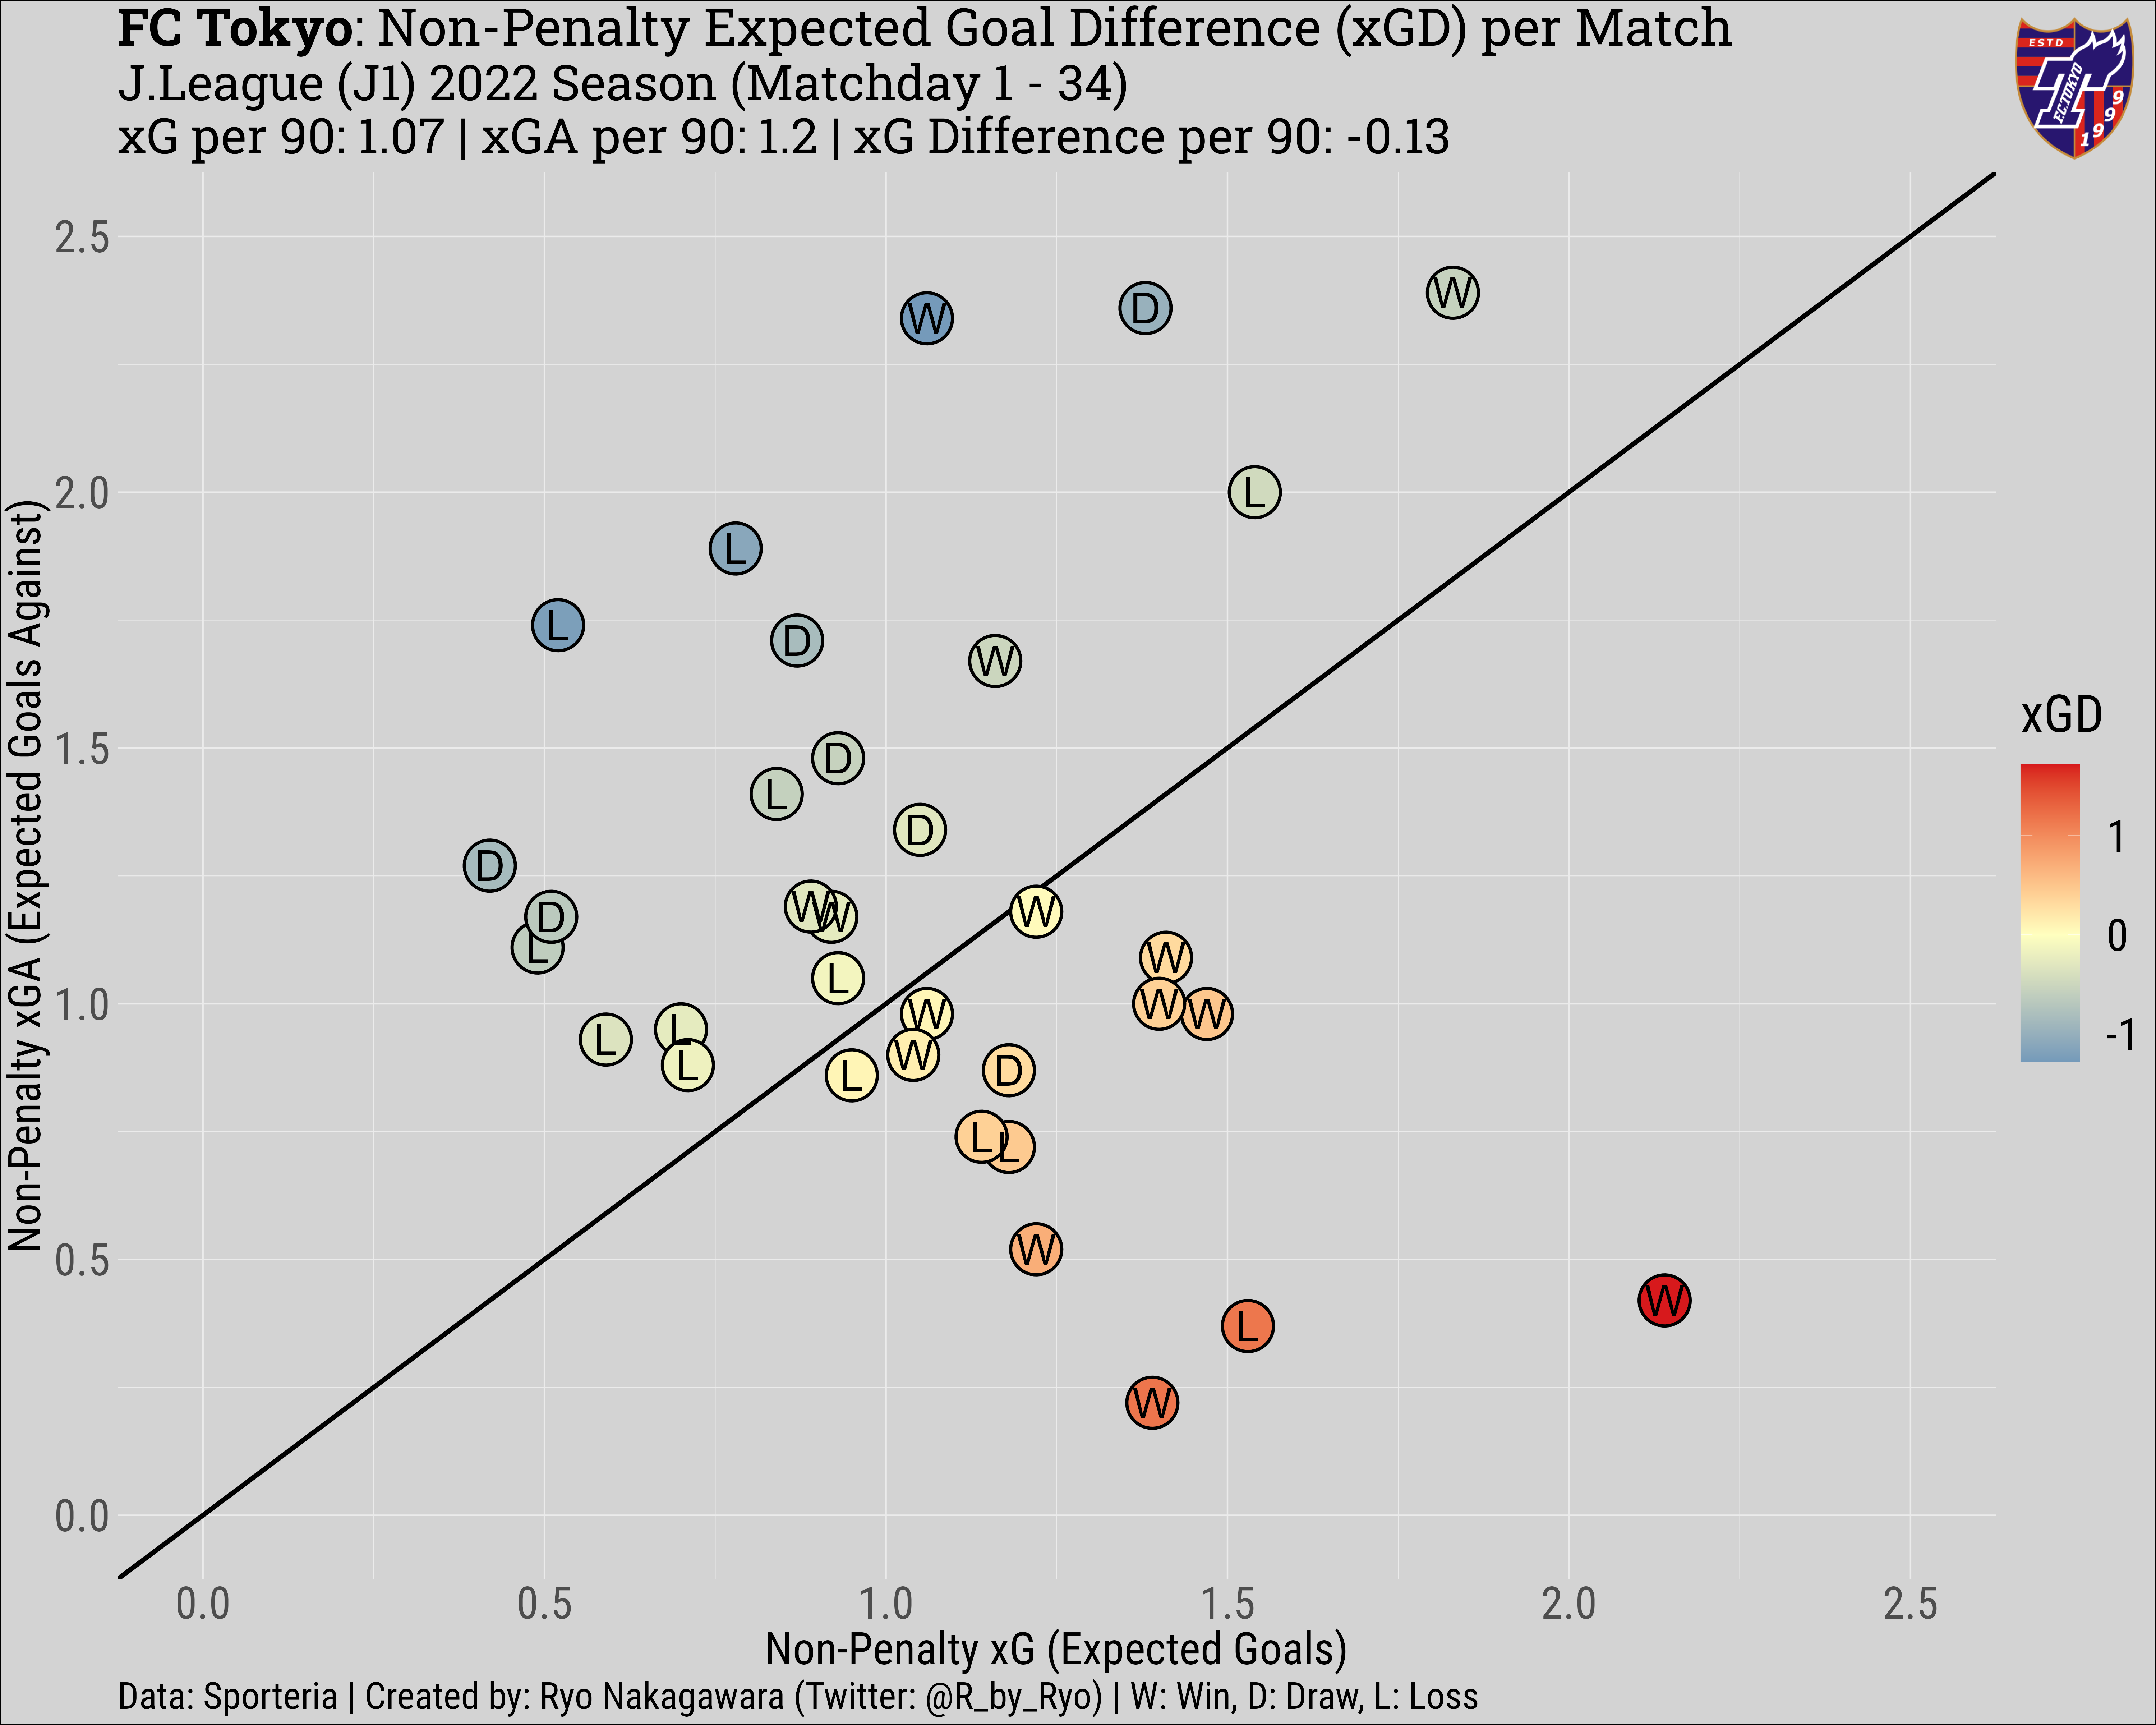 FC Tokyo: Non-Penalty Expected Goal Difference (xGD) per Match
J.League (J1) 2022 Season (Matchday 1 - 34)
xG per 90: 1.07 | xGA per 90: 1.2 | xG Difference per 90: -0.13
ESTD
F.C.TOKYO
1999
Non-Penalty xGA (Expected Goals Against)
2.5
2.0
1.5
1.0
0.5
0.0
W
D
W
L
L
L
D
W
D
L
D
D
W
W
D
W
L
L
W
W
W
W
L
L
W
L
D
L
L
L
W
W
L
W
xGD
1
0
-1
0.0
0.5
1.0
1.5
2.0
2.5
Non-Penalty xG (Expected Goals)
Data: Sporteria | Created by: Ryo Nakagawara (Twitter: @R_by_Ryo) | W: Win, D: Draw, L: Loss